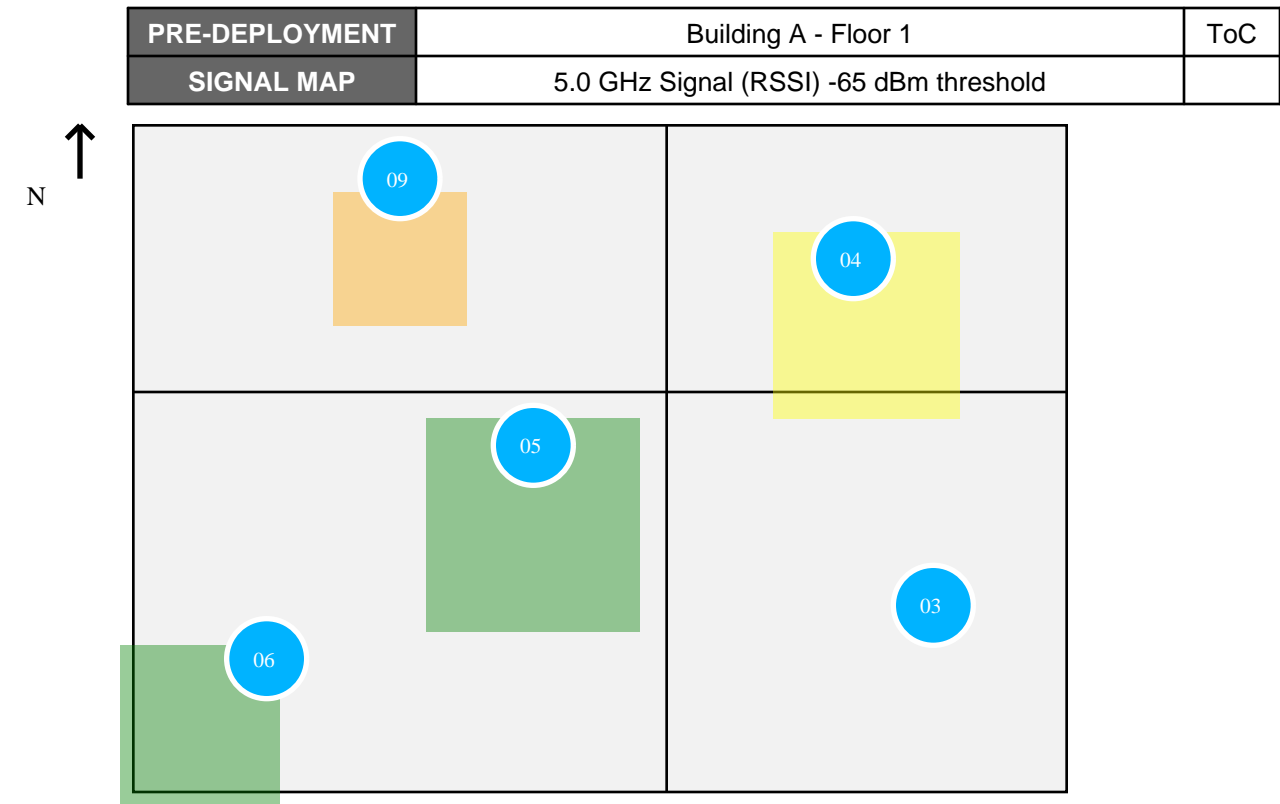 PRE-DEPLOYMENT Building A - Floor 1 ToC
SIGNAL MAP 5.0 GHz Signal (RSSI) -65 dBm threshold
N
09
04
05
03
06